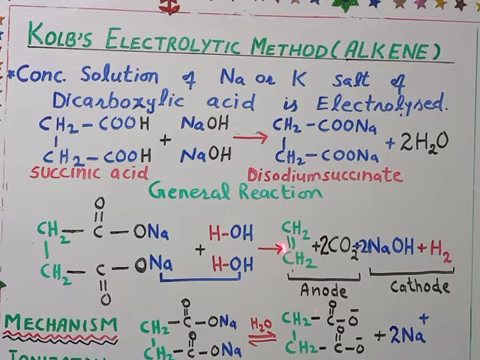 KOLB'S ELECTROLYTIC METHOD (ALKENE)
*Conc. Solution of Na or K salt of
Dicarboxylic acid is Electrolysed.
CH₂-COOH NaOH CH₂-COONa
| + → | + 2H₂O
CH₂-COOH NaOH CH₂-COONa
SUCCINIC ACID Disodiumsuccinate
General Reaction
O
||
CH₂-C-ONa H-OH CH₂
| + → || +2CO₂+2NaOH+H₂
CH₂-C-ONa H-OH CH₂
||
O
Anode Cathode
MECHANISM
O O
CH₂-C-ONa H₂O CH₂-C-O⁻
| ⇌ | + 2Na⁺
CH₂-C-ONa CH₂-C-O⁻
O O